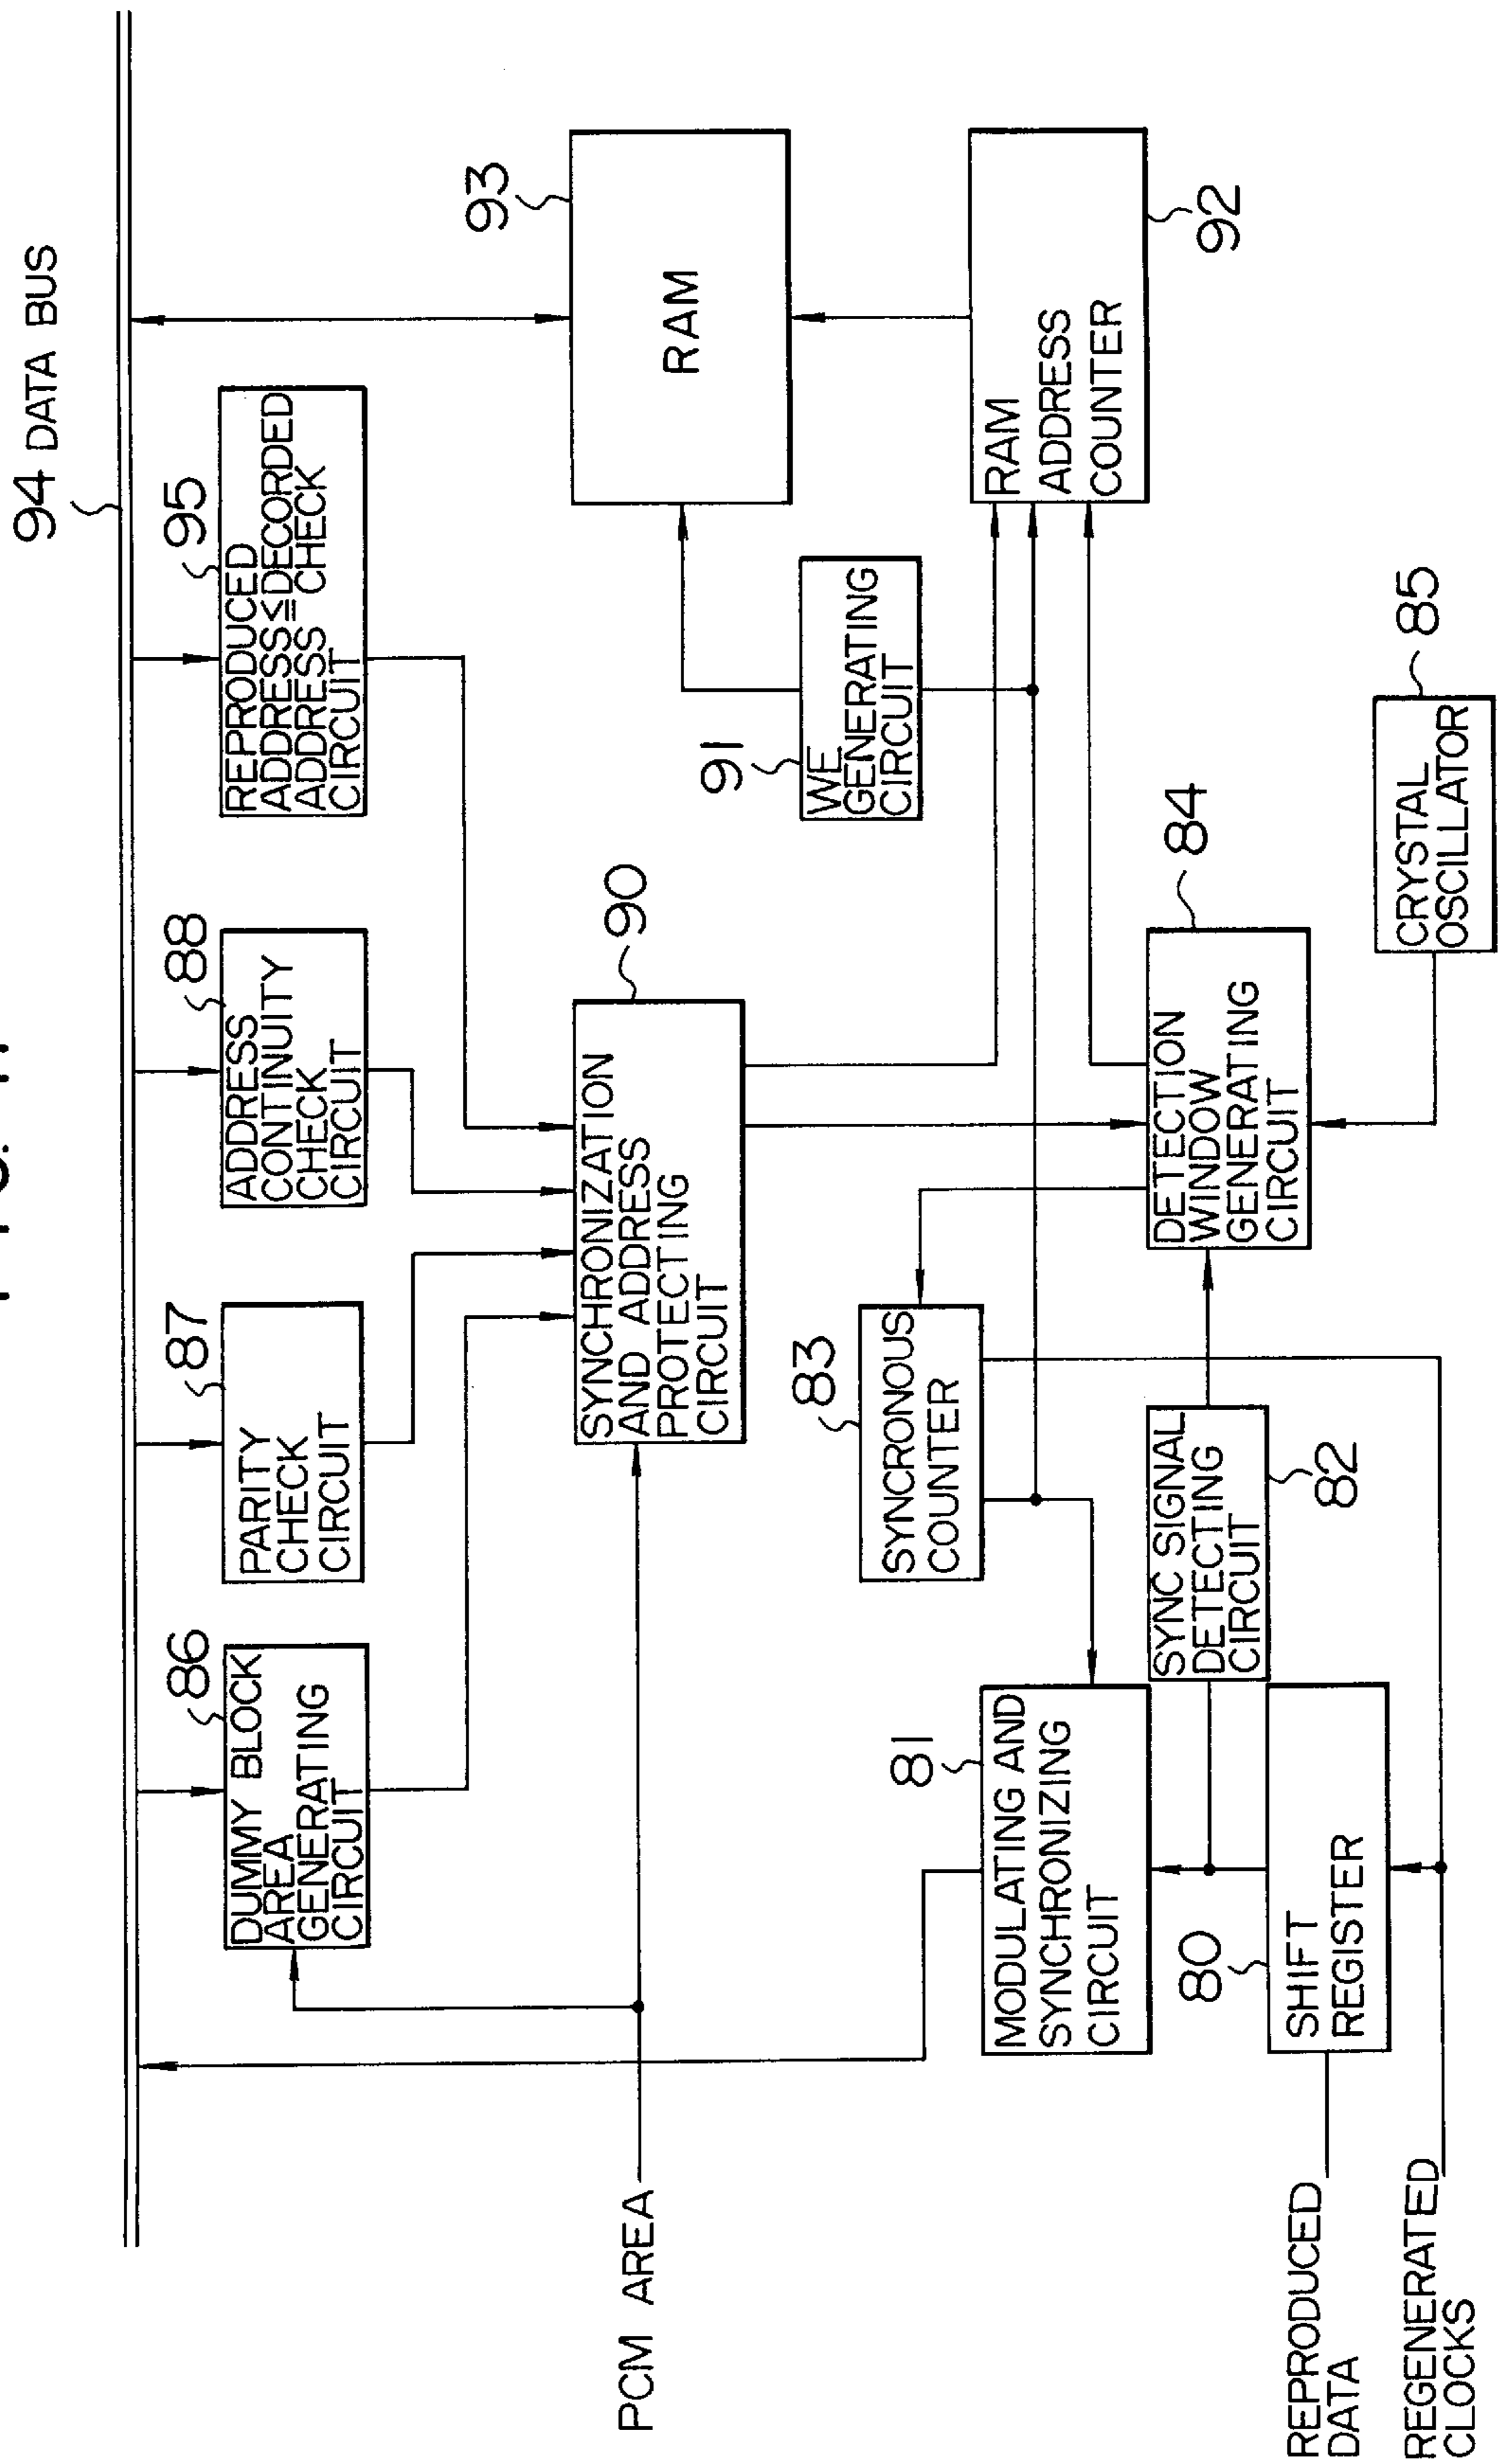 94 DATA BUS
86
DUMMY BLOCK
AREA
GENERATING
CIRCUIT
87
PARITY
CHECK
CIRCUIT
88
ADDRESS
CONTINUITY
CHECK
CIRCUIT
95
REPRODUCED
ADDRESS≦DECORDED
ADDRESS CHECK
CIRCUIT
PCM AREA
90
SYNCHRONIZATION
AND ADDRESS
PROTECTING
CIRCUIT
93
RAM
91
WE
GENERATING
CIRCUIT
83
SYNCRONOUS
COUNTER
81
MODULATING AND
SYNCHRONIZING
CIRCUIT
RAM
ADDRESS
COUNTER
92
82
SYNC SIGNAL
DETECTING
CIRCUIT
84
DETECTION
WINDOW
GENERATING
CIRCUIT
80
SHIFT
REGISTER
85
CRYSTAL
OSCILLATOR
REPRODUCED
DATA
REGENERATED
CLOCKS